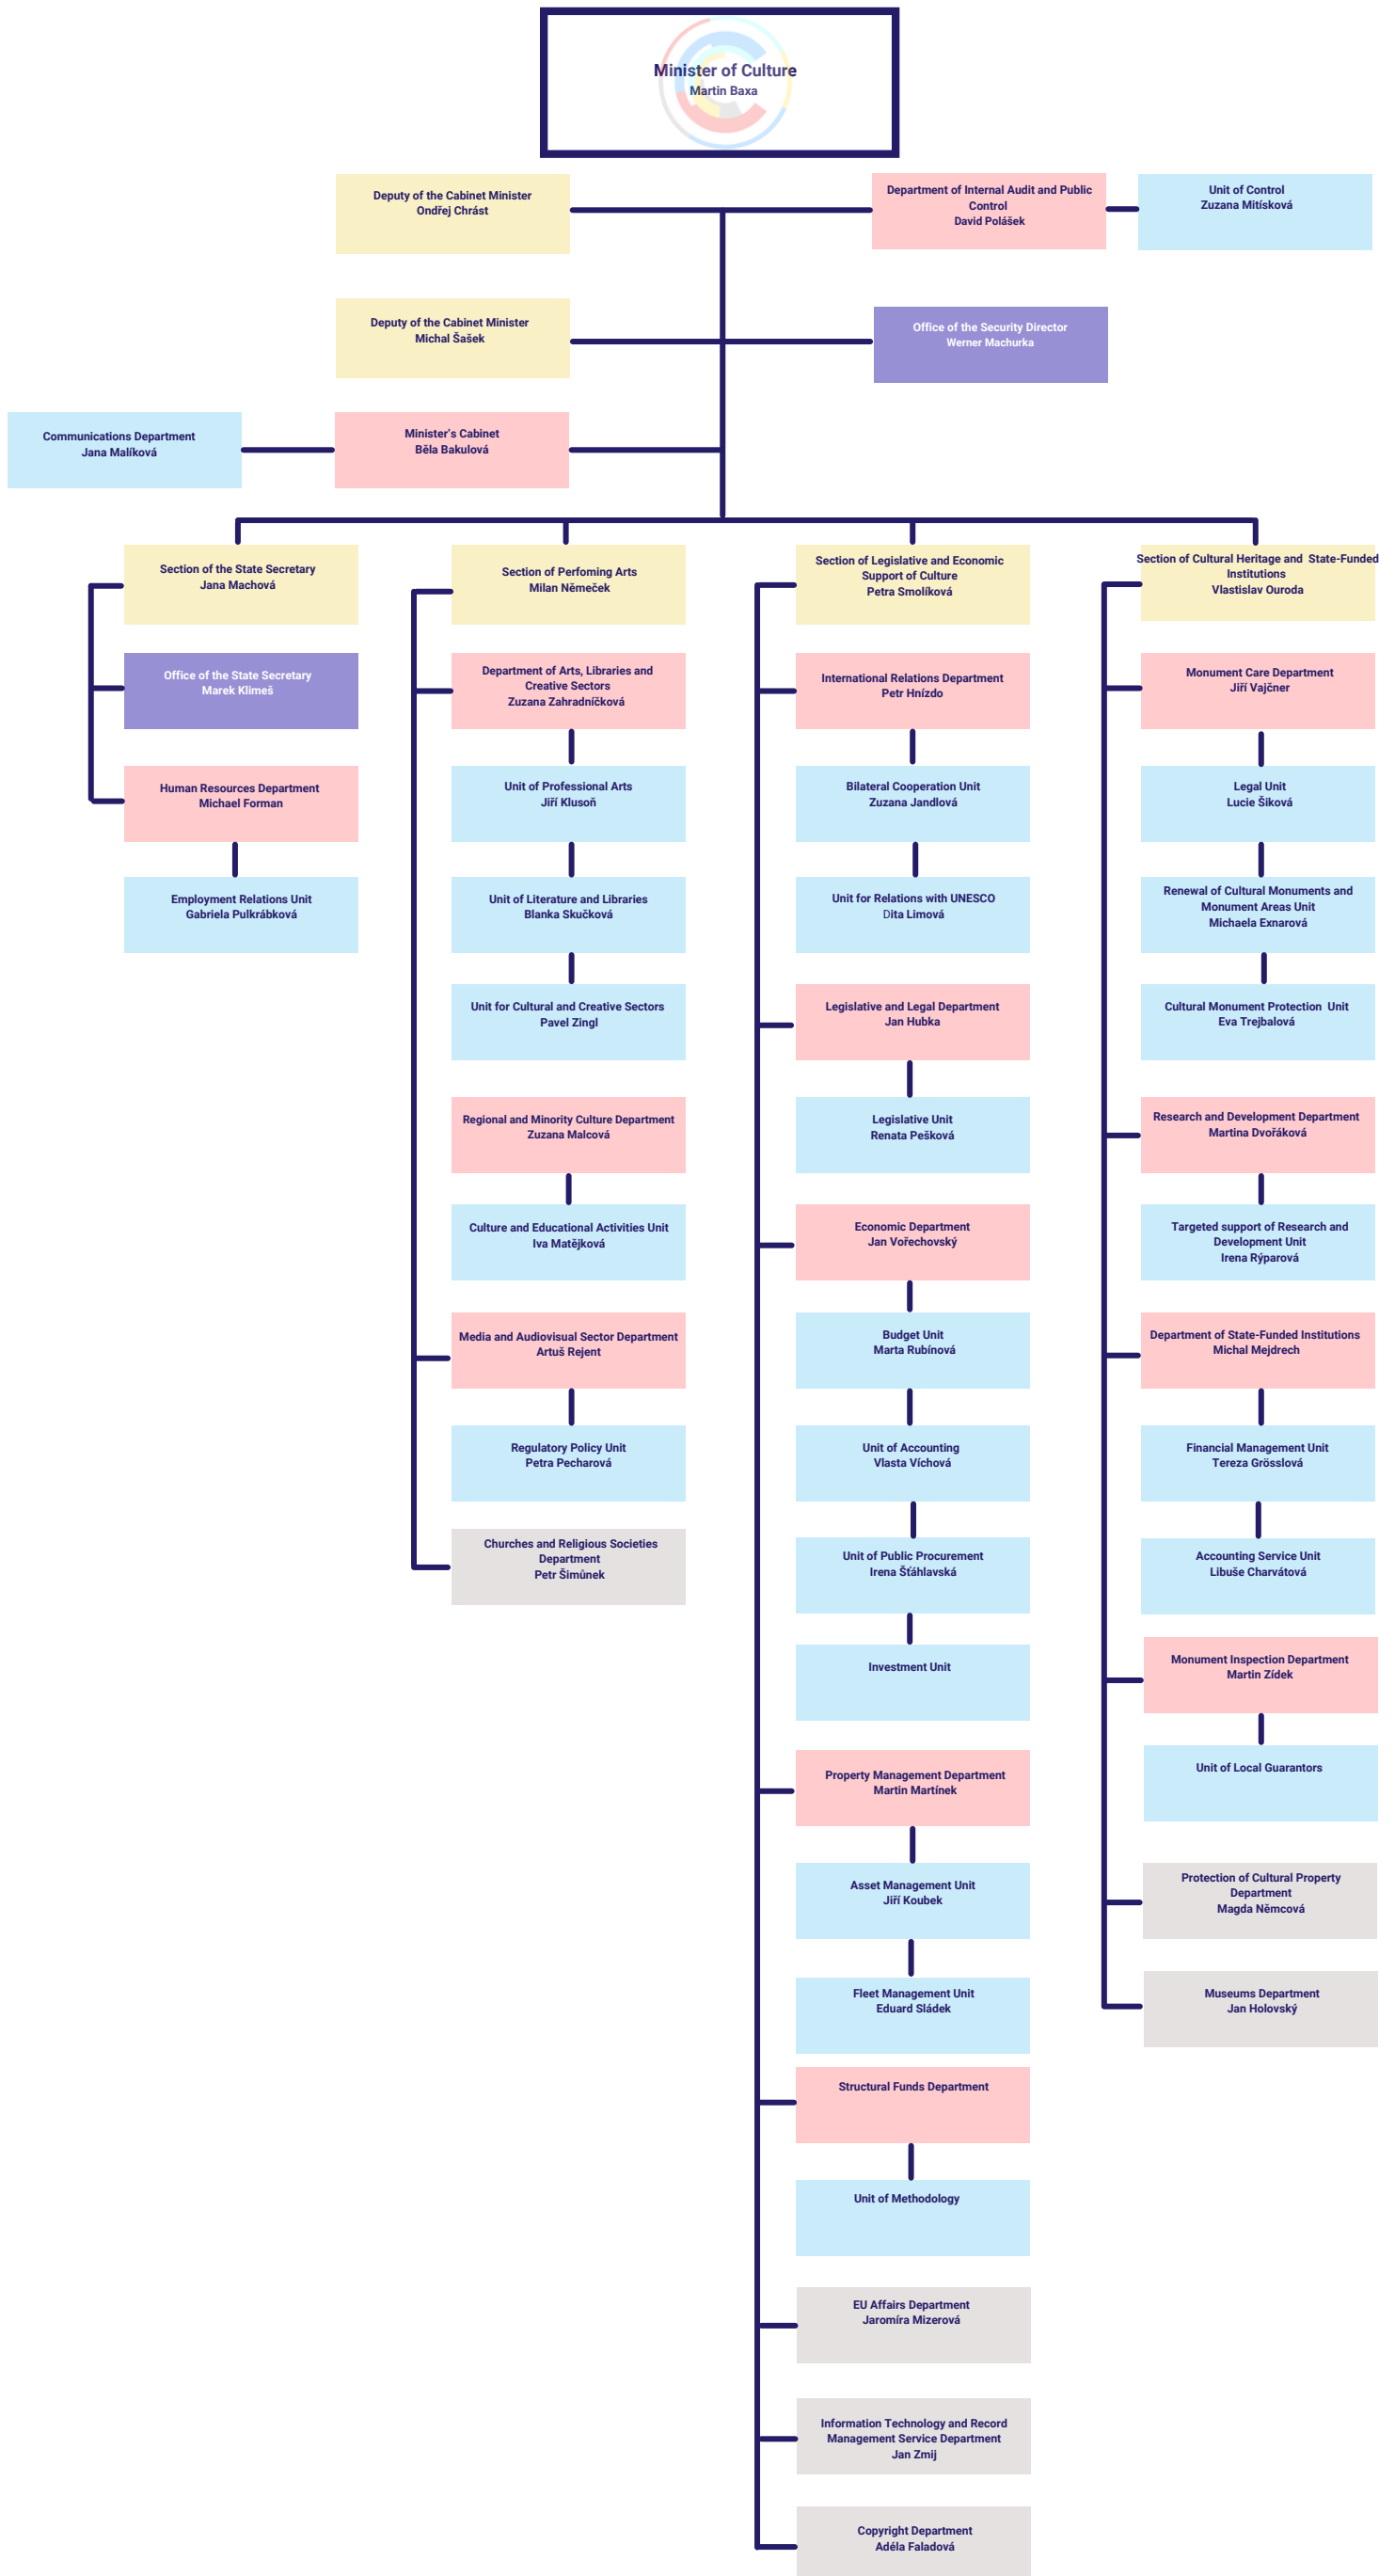 Minister of Culture
Martin Baxa
Deputy of the Cabinet Minister
Ondřej Chrást
Department of Internal Audit and Public
Control
David Polášek
Unit of Control
Zuzana Mitísková
Deputy of the Cabinet Minister
Michal Šašek
Office of the Security Director
Werner Machurka
Communications Department
Jana Malíková
Minister's Cabinet
Běla Bakulová
Section of the State Secretary
Jana Machová
Office of the State Secretary
Marek Klimeš
Human Resources Department
Michael Forman
Employment Relations Unit
Gabriela Pulkrábková
Section of Perfoming Arts
Milan Němeček
Department of Arts, Libraries and
Creative Sectors
Zuzana Zahradníčková
Unit of Professional Arts
Jiří Klusoň
Unit of Literature and Libraries
Blanka Skučková
Unit for Cultural and Creative Sectors
Pavel Zingl
Regional and Minority Culture Department
Zuzana Malcová
Culture and Educational Activities Unit
Iva Matějková
Media and Audiovisual Sector Department
Artuš Rejent
Regulatory Policy Unit
Petra Pecharová
Churches and Religious Societies
Department
Petr Šimůnek
Section of Legislative and Economic
Support of Culture
Petra Smolíková
International Relations Department
Petr Hnízdo
Bilateral Cooperation Unit
Zuzana Jandlová
Unit for Relations with UNESCO
Dita Limová
Legislative and Legal Department
Jan Hubka
Legislative Unit
Renata Pešková
Economic Department
Jan Vořechovský
Budget Unit
Marta Rubínová
Unit of Accounting
Vlasta Víchová
Unit of Public Procurement
Irena Šťáhlavská
Investment Unit
Property Management Department
Martin Martínek
Asset Management Unit
Jiří Koubek
Fleet Management Unit
Eduard Sládek
Structural Funds Department
Unit of Methodology
EU Affairs Department
Jaromíra Mizerová
Information Technology and Record
Management Service Department
Jan Zmij
Copyright Department
Adéla Faladová
Section of Cultural Heritage and State-Funded
Institutions
Vlastislav Ouroda
Monument Care Department
Jiří Vajčner
Legal Unit
Lucie Šiková
Renewal of Cultural Monuments and
Monument Areas Unit
Michaela Exnarová
Cultural Monument Protection Unit
Eva Trejbalová
Research and Development Department
Martina Dvořáková
Targeted support of Research and
Development Unit
Irena Rýparová
Department of State-Funded Institutions
Michal Mejdrech
Financial Management Unit
Tereza Grösslová
Accounting Service Unit
Libuše Charvátová
Monument Inspection Department
Martin Zídek
Unit of Local Guarantors
Protection of Cultural Property
Department
Magda Němcová
Museums Department
Jan Holovský